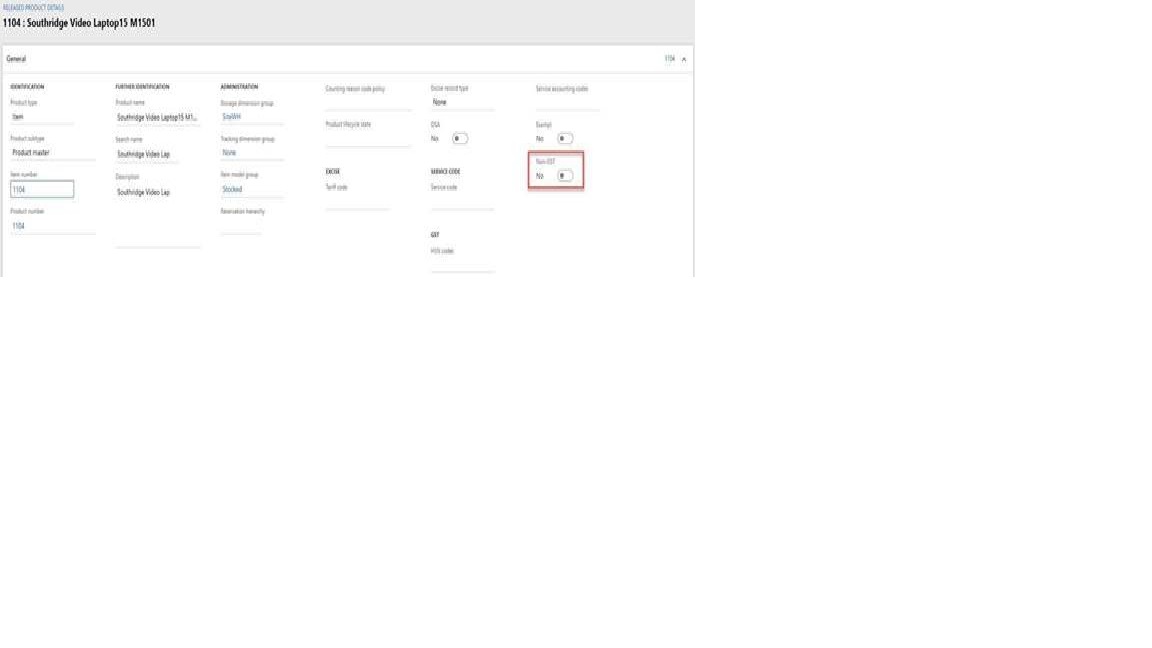 RELEASED PRODUCT DETAILS
1104 : Southridge Video Laptop15 M1501
General
1104
IDENTIFICATION
Product type
Item
Product subtype
Product master
Item number
1104
Product number
1104
FURTHER IDENTIFICATION
Product name
Southridge Video Laptop15 M1...
Search name
Southridge Video Lap
Description
Southridge Video Lap
ADMINISTRATION
Storage dimension group
SiteWH
Tracking dimension group
None
Item model group
Stocked
Reservation hierarchy
Counting reason code policy
Product lifecycle state
EXCISE
Tariff code
Excise record type
None
DSA
No
SERVICE CODE
Service code
GST
HSN codes
Service accounting codes
Exempt
No
Non-GST
No